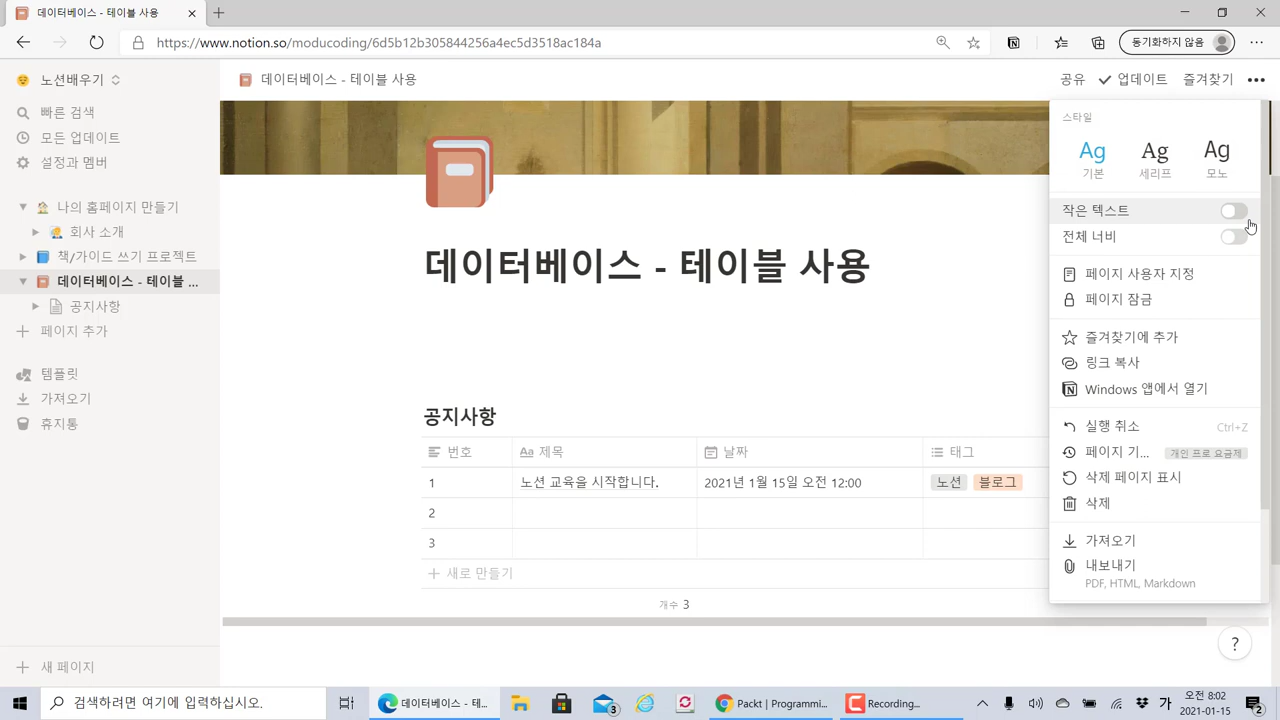 데이터베이스 - 테이블 사용
https://www.notion.so/moducoding/6d5b12b305844256a4ec5d3518ac184a
동기화하지 않음
노션배우기
데이터베이스 - 테이블 사용
공유 업데이트 즐겨찾기
빠른 검색
모든 업데이트
설정과 멤버
나의 홈페이지 만들기
회사 소개
책/가이드 쓰기 프로젝트
데이터베이스 - 테이블 ...
공지사항
페이지 추가
템플릿
가져오기
휴지통
새 페이지
데이터베이스 - 테이블 사용
공지사항
번호 제목 날짜 태그
1 노션 교육을 시작합니다. 2021년 1월 15일 오전 12:00 노션 블로그
2
3
새로 만들기
개수 3
스타일
Ag Ag Ag
기본 세리프 모노
작은 텍스트
전체 너비
페이지 사용자 지정
페이지 잠금
즐겨찾기에 추가
링크 복사
Windows 앱에서 열기
실행 취소 Ctrl+Z
페이지 기... 개인 프로 요금제
삭제 페이지 표시
삭제
가져오기
내보내기
PDF, HTML, Markdown
?
검색하려면 여기에 입력하십시오.
데이터베이스 - 테...
3
Packt | Programmi...
Recording...
가
오전 8:02
2021-01-15
2